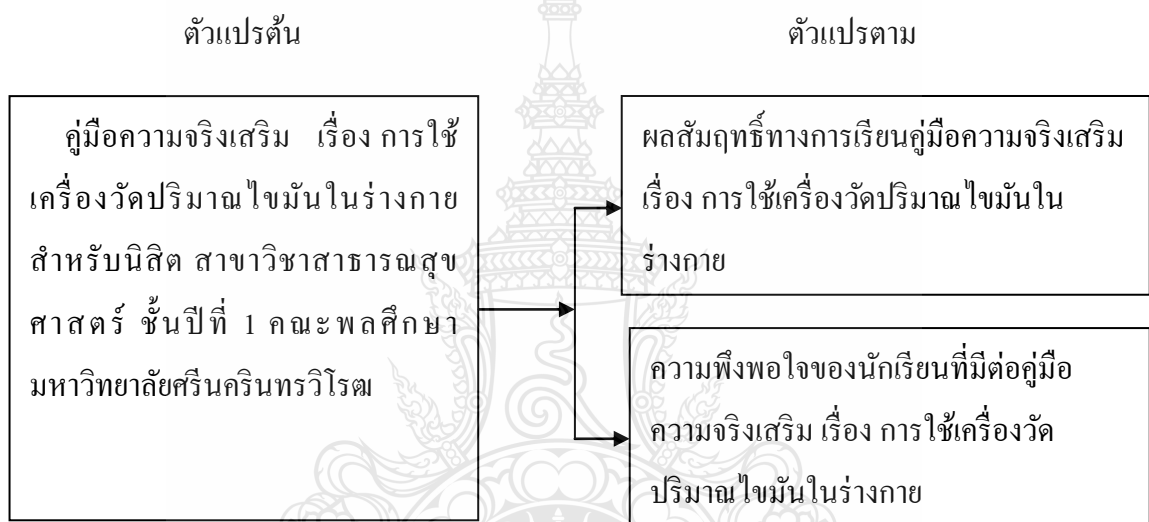 ตัวแปรต้น
ตัวแปรตาม
คู่มือความจริงเสริม เรื่อง การใช้
เครื่องวัดปริมาณไขมันในร่างกาย
สำหรับนิสิต สาขาวิชาสาธารณสุข
ศาสตร์ ชั้นปีที่ 1 คณะพลศึกษา
มหาวิทยาลัยศรีนครินทรวิโรฒ
ผลสัมฤทธิ์ทางการเรียนคู่มือความจริงเสริม
เรื่อง การใช้เครื่องวัดปริมาณไขมันใน
ร่างกาย
ความพึงพอใจของนักเรียนที่มีต่อคู่มือ
ความจริงเสริม เรื่อง การใช้เครื่องวัด
ปริมาณไขมันในร่างกาย